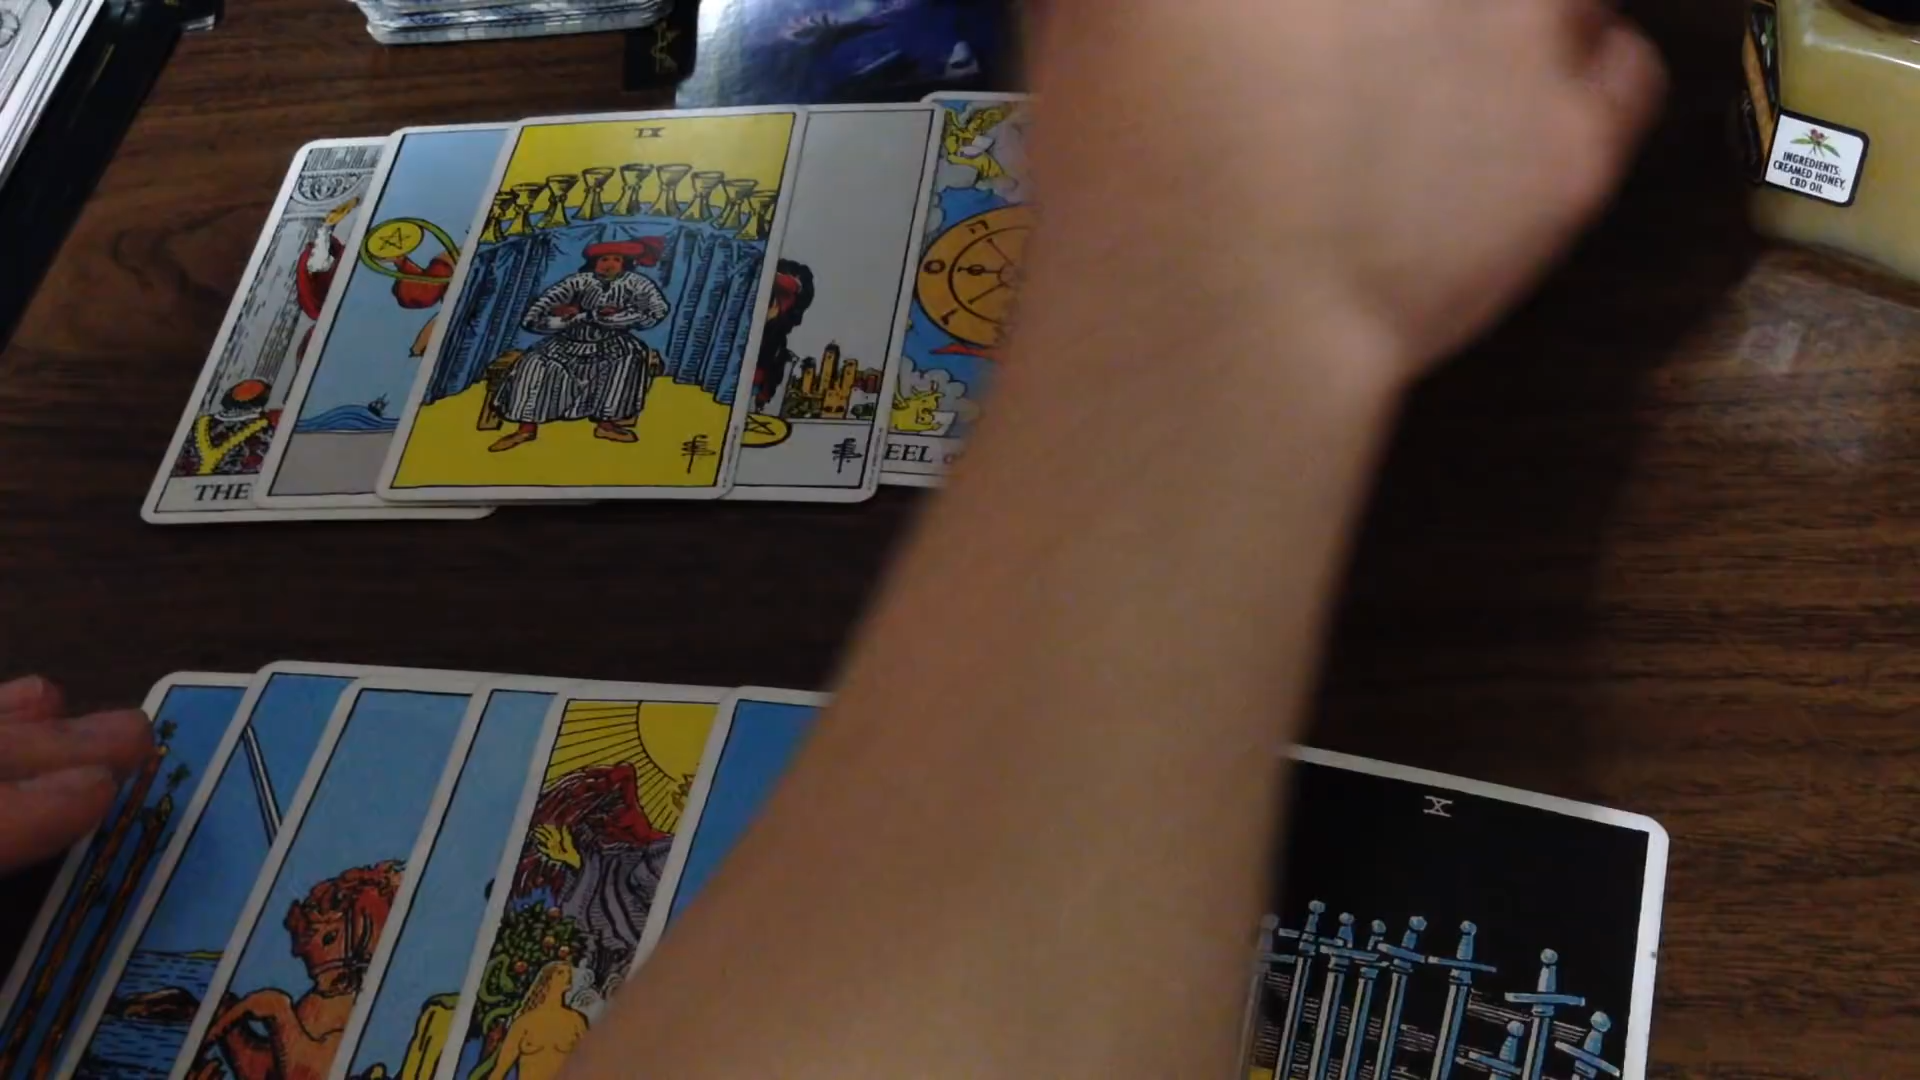 IX
INGREDIENTS:
CREAMED HONEY,
CBD OIL
THE
EEL
X